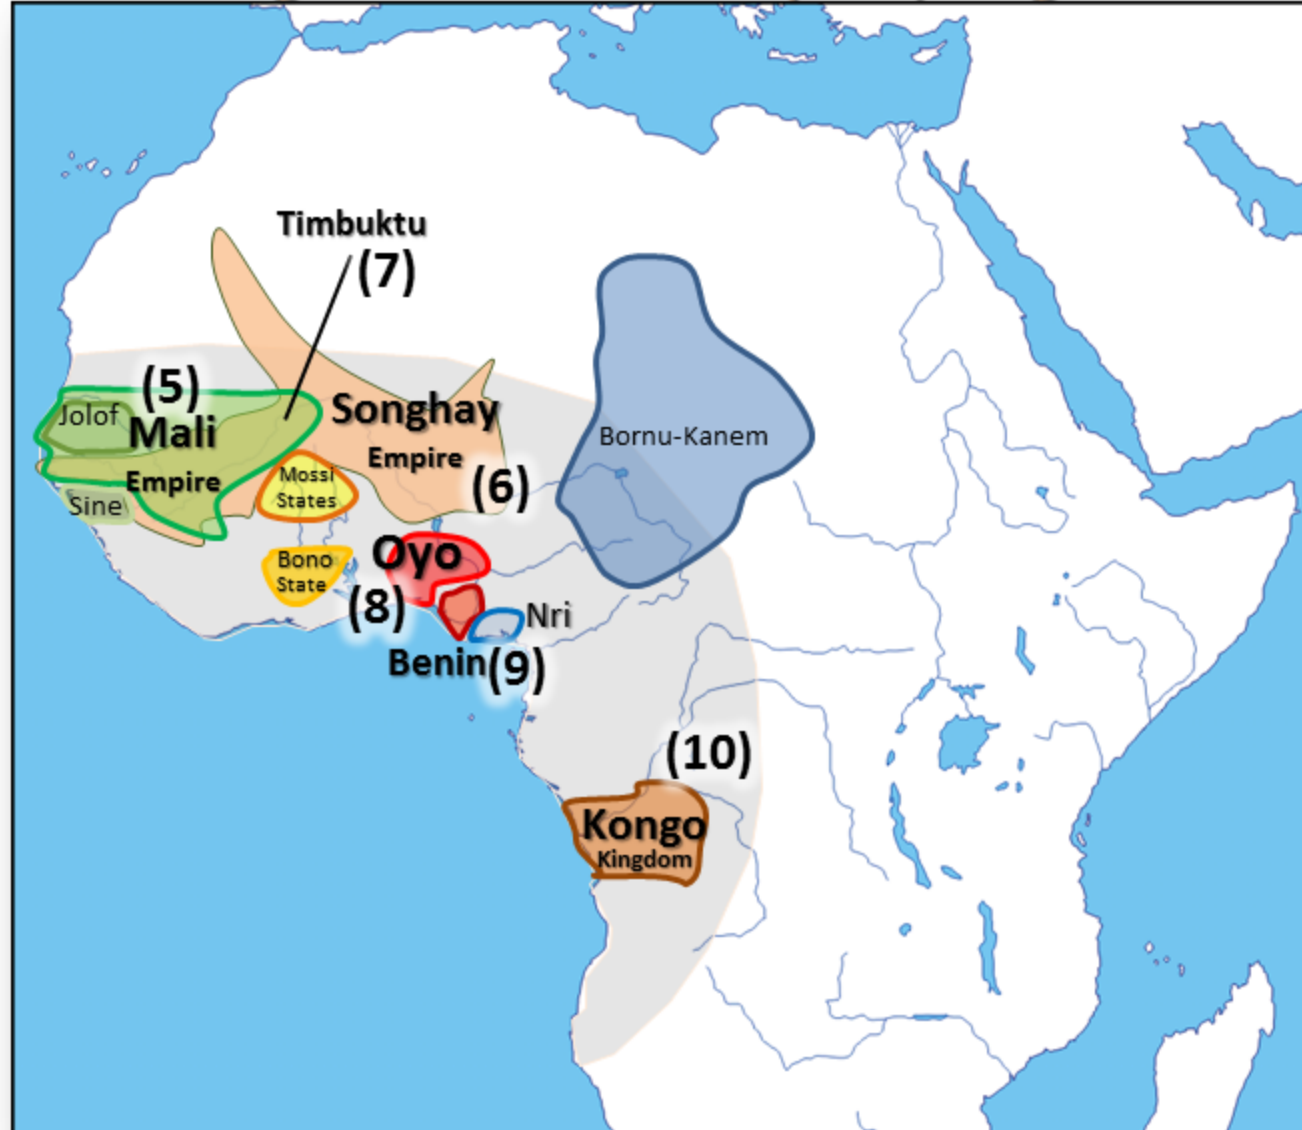 Timbuktu
(7)
(5)
Jolof
Mali
Empire
Sine
Songhay
Empire
(6)
Mossi
States
Bornu-Kanem
Bono
State
Oyo
(8)
Nri
Benin(9)
(10)
Kongo
Kingdom